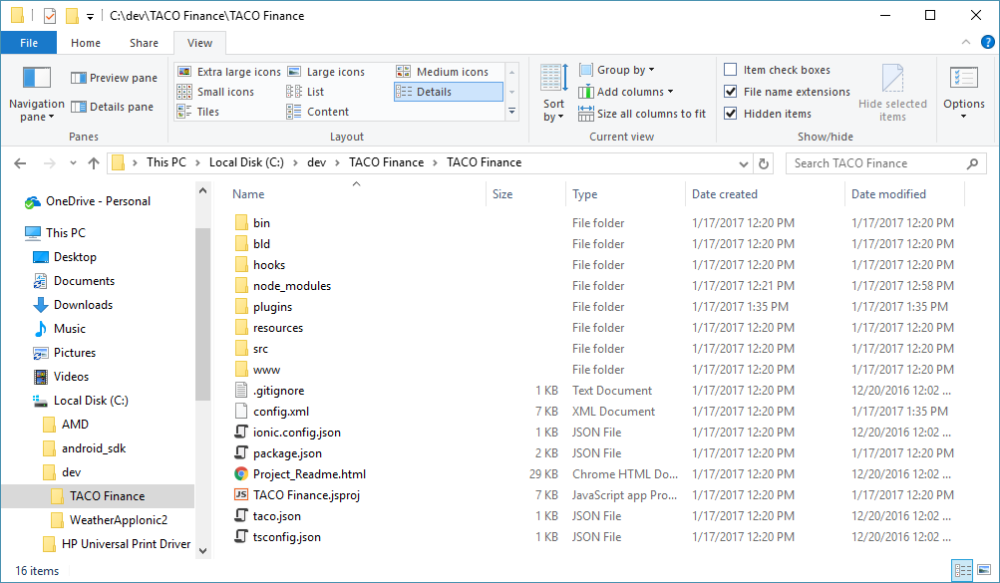 C:\dev\TACO Finance\TACO Finance
File Home Share View
Navigation pane
Preview pane
Details pane
Panes
Extra large icons Large icons Medium icons
Small icons List Details
Tiles Content
Layout
Sort by
Group by
Add columns
Size all columns to fit
Current view
Item check boxes
File name extensions
Hidden items
Hide selected items
Show/hide
Options
This PC > Local Disk (C:) > dev > TACO Finance > TACO Finance
Search TACO Finance
OneDrive - Personal
This PC
Desktop
Documents
Downloads
Music
Pictures
Videos
Local Disk (C:)
AMD
android_sdk
dev
TACO Finance
WeatherAppIonic2
HP Universal Print Driver
Name Size Type Date created Date modified
bin File folder 1/17/2017 12:20 PM 1/17/2017 12:20 PM
bld File folder 1/17/2017 12:20 PM 1/17/2017 12:20 PM
hooks File folder 1/17/2017 12:20 PM 1/17/2017 12:20 PM
node_modules File folder 1/17/2017 12:21 PM 1/17/2017 12:58 PM
plugins File folder 1/17/2017 1:35 PM 1/17/2017 1:35 PM
resources File folder 1/17/2017 12:20 PM 1/17/2017 12:20 PM
src File folder 1/17/2017 12:20 PM 1/17/2017 12:20 PM
www File folder 1/17/2017 12:20 PM 1/17/2017 12:20 PM
.gitignore 1 KB Text Document 1/17/2017 12:20 PM 12/20/2016 12:02 ...
config.xml 7 KB XML Document 1/17/2017 12:20 PM 1/17/2017 1:35 PM
ionic.config.json 1 KB JSON File 1/17/2017 12:20 PM 12/20/2016 12:02 ...
package.json 2 KB JSON File 1/17/2017 12:20 PM 1/17/2017 12:20 PM
Project_Readme.html 29 KB Chrome HTML Do... 1/17/2017 12:20 PM 12/20/2016 12:02 ...
TACO Finance.jsproj 7 KB JavaScript app Pro... 1/17/2017 12:20 PM 1/17/2017 12:20 PM
taco.json 1 KB JSON File 1/17/2017 12:20 PM 12/20/2016 12:02 ...
tsconfig.json 1 KB JSON File 1/17/2017 12:20 PM 12/20/2016 12:02 ...
16 items